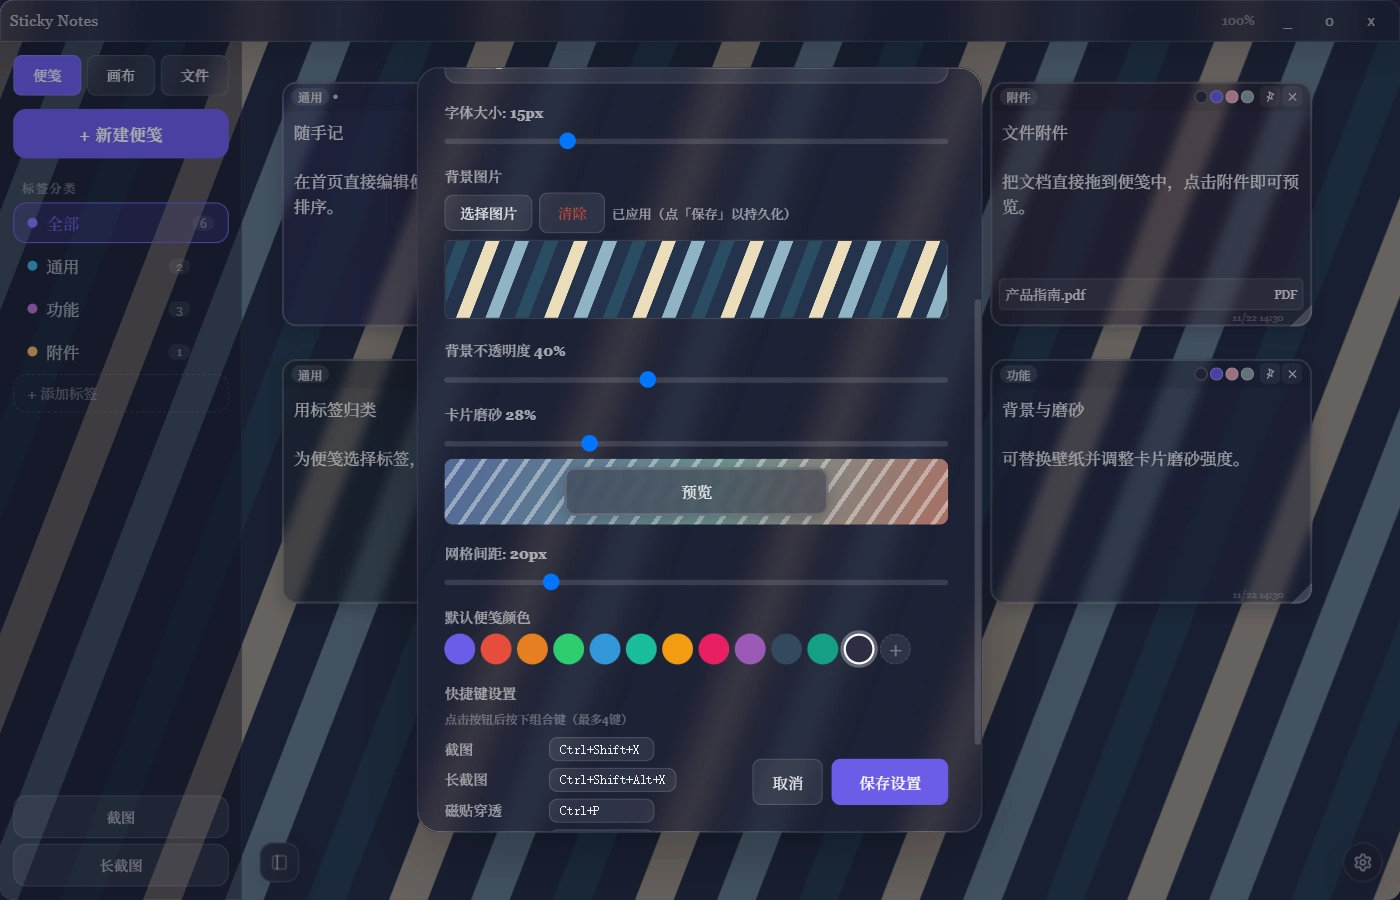 Sticky Notes
100%
_
o
x
便笺
画布
文件
+ 新建便笺
标签分类
全部
6
通用
2
功能
3
附件
1
+ 添加标签
截图
长截图
通用
随手记
在首页直接编辑便
排序。
通用
用标签归类
为便笺选择标签，
字体大小: 15px
背景图片
选择图片
清除
已应用（点「保存」以持久化）
背景不透明度 40%
卡片磨砂 28%
预览
网格间距: 20px
默认便笺颜色
+
快捷键设置
点击按钮后按下组合键（最多4键）
截图
Ctrl+Shift+X
长截图
Ctrl+Shift+Alt+X
磁贴穿透
Ctrl+P
取消
保存设置
附件
文件附件
把文档直接拖到便笺中，点击附件即可预
览。
产品指南.pdf
PDF
11/22 14:30
功能
背景与磨砂
可替换壁纸并调整卡片磨砂强度。
11/22 14:30